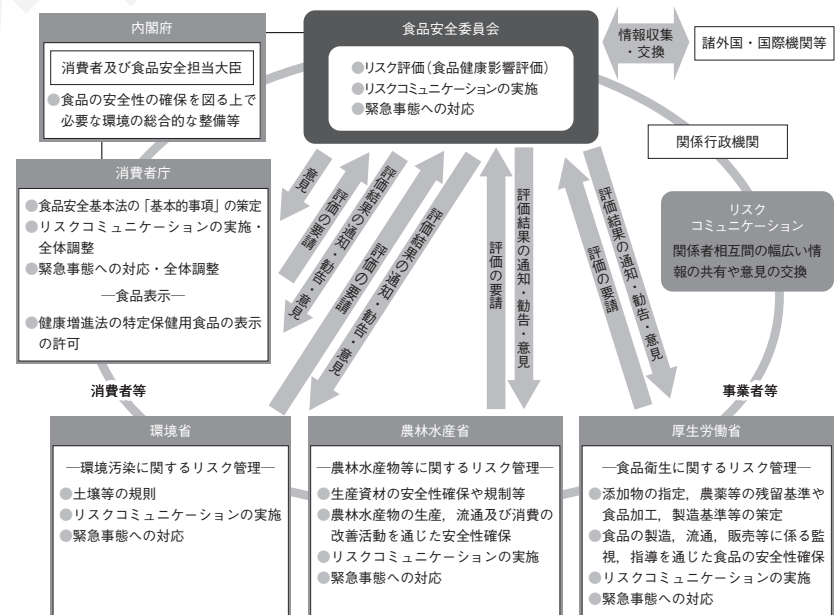 内閣府
消費者及び食品安全担当大臣
●食品の安全性の確保を図る上で
必要な環境の総合的な整備等
食品安全委員会
●リスク評価(食品健康影響評価)
●リスクコミュニケーションの実施
●緊急事態への対応
情報収集
・交換
諸外国・国際機関等
関係行政機関
消費者庁
●食品安全基本法の「基本的事項」の策定
●リスクコミュニケーションの実施・
全体調整
●緊急事態への対応・全体調整
―食品表示―
●健康増進法の特定保健用食品の表示
の許可
リスク
コミュニケーション
関係者相互間の幅広い情
報の共有や意見の交換
意見
評価の要請
評価結果の通知・勧告・意見
評価の要請
評価結果の通知・勧告・意見
評価の要請
評価結果の通知・勧告・意見
評価の要請
評価結果の通知・勧告・意見
消費者等
事業者等
環境省
―環境汚染に関するリスク管理―
●土壌等の規則
●リスクコミュニケーションの実施
●緊急事態への対応
農林水産省
―農林水産物等に関するリスク管理―
●生産資材の安全性確保や規制等
●農林水産物の生産,流通及び消費の
改善活動を通じた安全性確保
●リスクコミュニケーションの実施
●緊急事態への対応
厚生労働省
―食品衛生に関するリスク管理―
●添加物の指定,農薬等の残留基準や
食品加工,製造基準等の策定
●食品の製造,流通,販売等に係る監
視,指導を通じた食品の安全性確保
●リスクコミュニケーションの実施
●緊急事態への対応